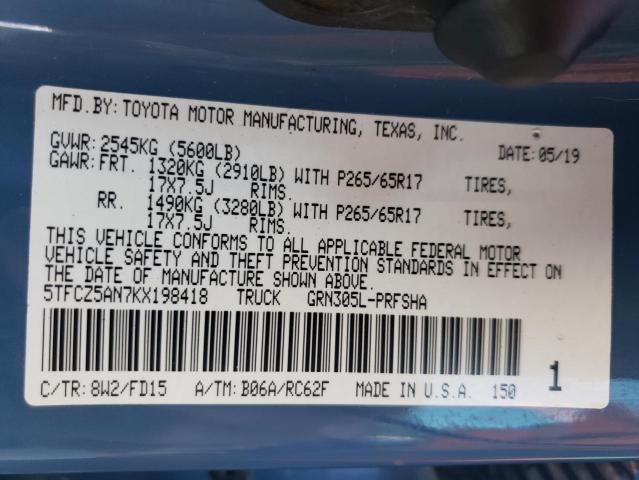 MFD.BY: TOYOTA MOTOR MANUFACTURING, TEXAS, INC.
GVWR: 2545KG (5600LB) DATE: 05/19
GAWR: FRT. 1320KG (2910LB) WITH P265/65R17 TIRES,
17X7.5J RIMS.
RR. 1490KG (3280LB) WITH P265/65R17 TIRES,
17X7.5J RIMS.
THIS VEHICLE CONFORMS TO ALL APPLICABLE FEDERAL MOTOR
VEHICLE SAFETY AND THEFT PREVENTION STANDARDS IN EFFECT ON
THE DATE OF MANUFACTURE SHOWN ABOVE.
5TFCZ5AN7KX198418 TRUCK GRN305L-PRFSHA
C/TR: 8W2/FD15 A/TM: B06A/RC62F MADE IN U.S.A. 150 1